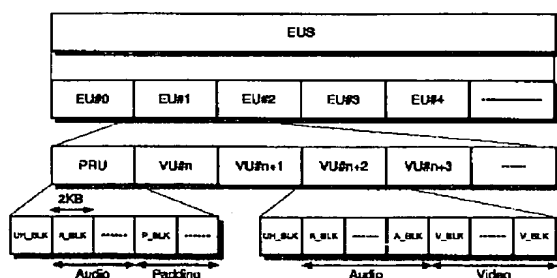 EUS
EU#0 EU#1 EU#2 EU#3 EU#4
PRU VU#n VU#n+1 VU#n+2 VU#n+3
2KB
UH_BLK A_BLK P_BLK UH_BLK A_BLK A_BLK V_BLK V_BLK
Audio Padding Audio Video